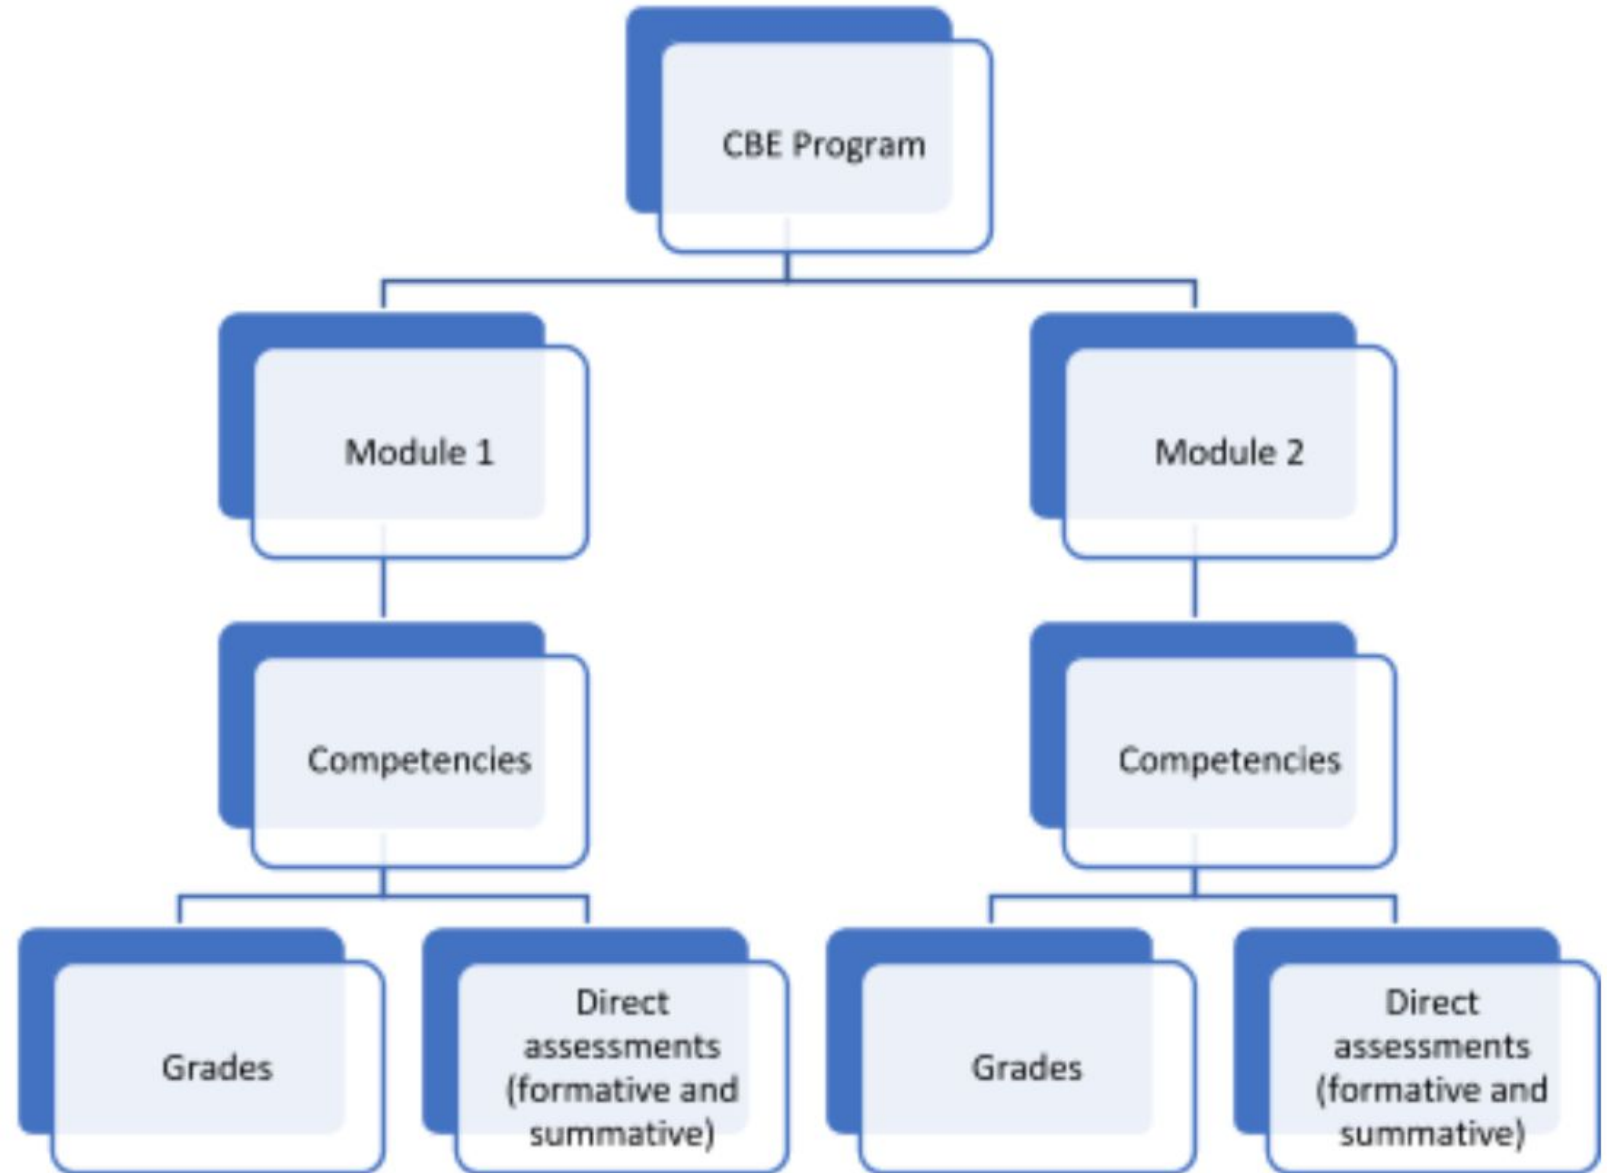 CBE Program
Module 1
Module 2
Competencies
Competencies
Grades
Direct
assessments
(formative and
summative)
Grades
Direct
assessments
(formative and
summative)